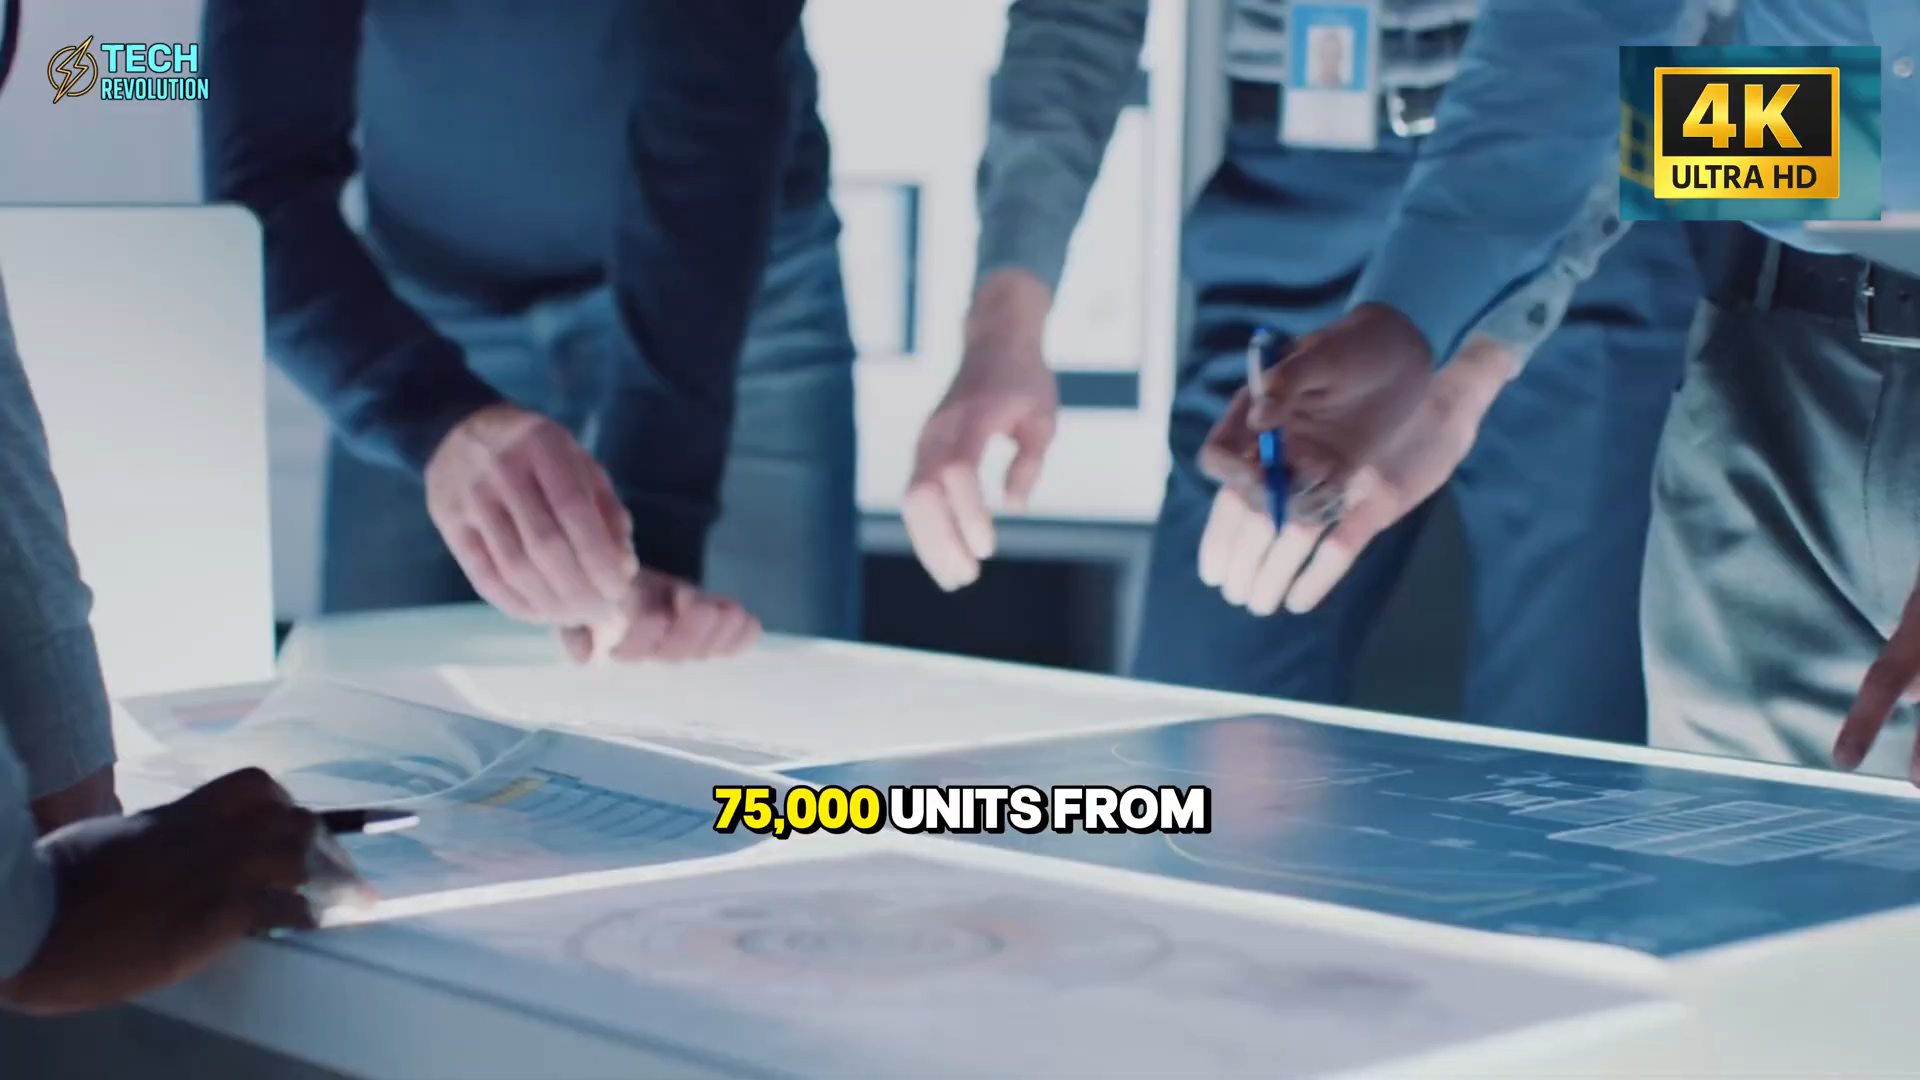 TECH
REVOLUTION
4K
ULTRA HD
75,000 UNITS FROM